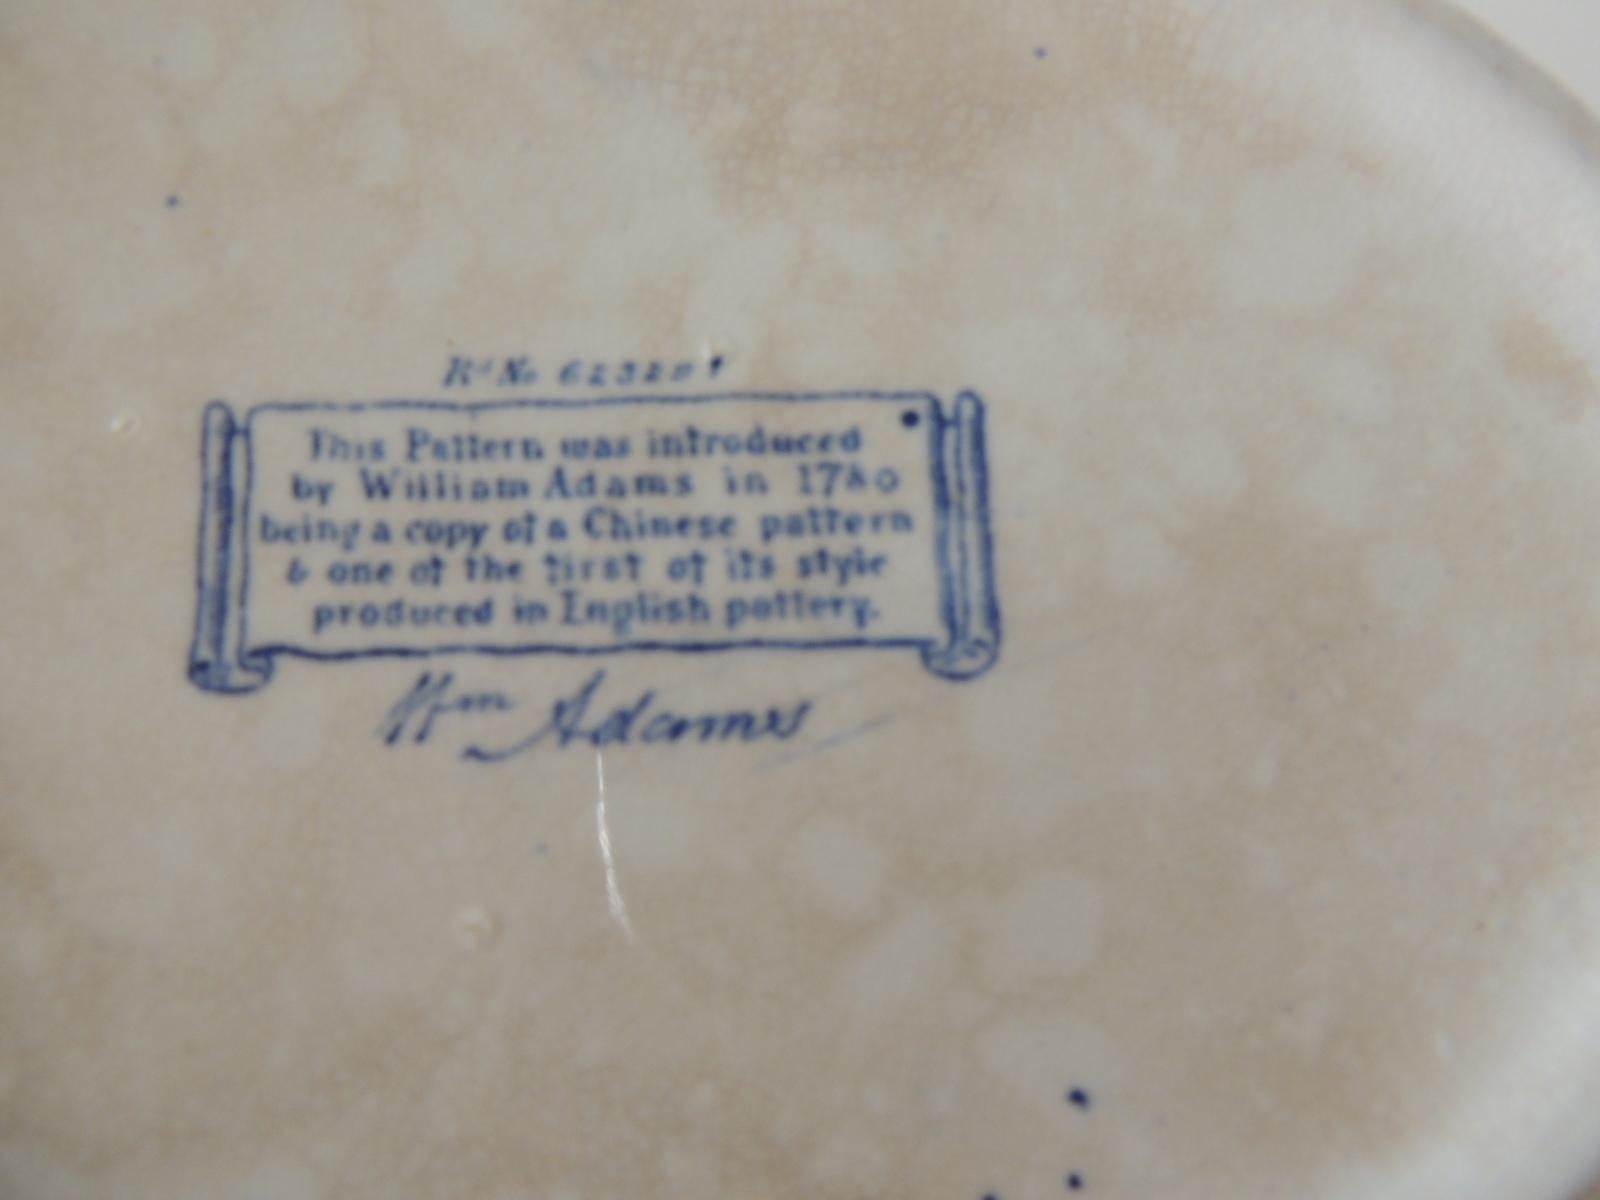 Rd No 623201
This Pattern was introduced
by William Adams in 1780
being a copy of a Chinese pattern
& one of the first of its style
produced in English pottery.
Wm Adams